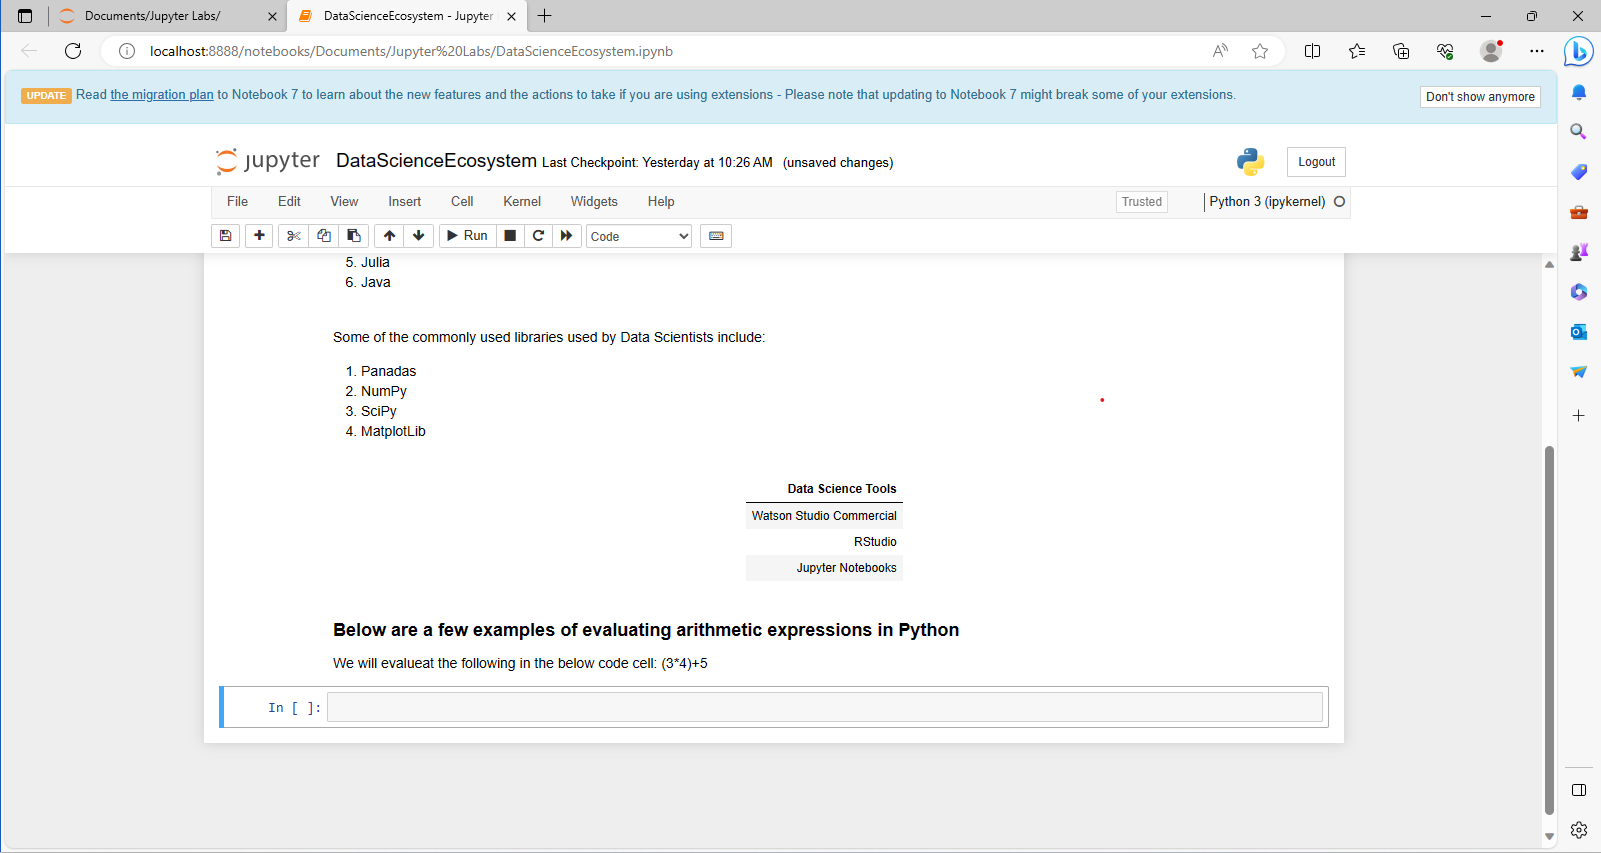 Documents/Jupyter Labs/
DataScienceEcosystem - Jupyter
localhost:8888/notebooks/Documents/Jupyter%20Labs/DataScienceEcosystem.ipynb
UPDATE Read the migration plan to Notebook 7 to learn about the new features and the actions to take if you are using extensions - Please note that updating to Notebook 7 might break some of your extensions.
Don't show anymore
jupyter DataScienceEcosystem Last Checkpoint: Yesterday at 10:26 AM (unsaved changes)
Logout
File Edit View Insert Cell Kernel Widgets Help
Trusted
Python 3 (ipykernel)
Run
Code
5. Julia
6. Java
Some of the commonly used libraries used by Data Scientists include:
1. Panadas
2. NumPy
3. SciPy
4. MatplotLib
Data Science Tools
Watson Studio Commercial
RStudio
Jupyter Notebooks
Below are a few examples of evaluating arithmetic expressions in Python
We will evalueat the following in the below code cell: (3*4)+5
In [ ]: